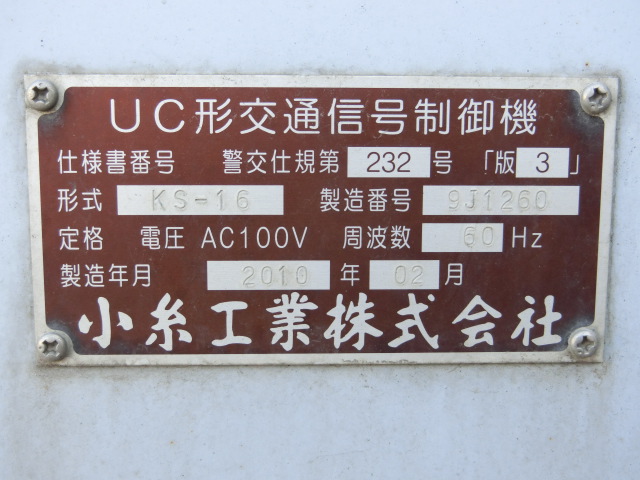 UC形交通信号制御機
仕様書番号 警交仕規第 232 号 「版 3 」
形式 KS-16 製造番号 9J1260
定格 電圧 AC100V 周波数 60 Hz
製造年月 2010 年 02 月
小糸工業株式会社